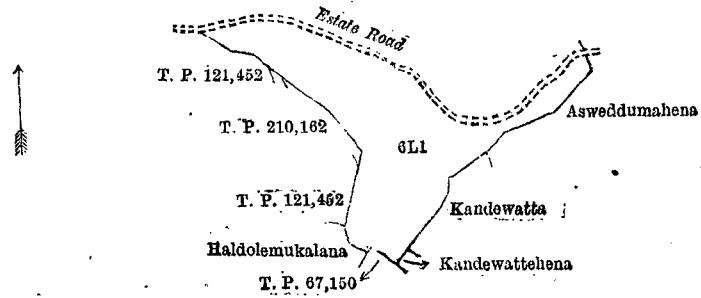 Estate Road
T. P. 121,452
Asweddumahena
T. P. 210,162
6L1
T. P. 121,452
Kandewatta
Haldolemukalana
Kandewattehena
T. P. 67,150